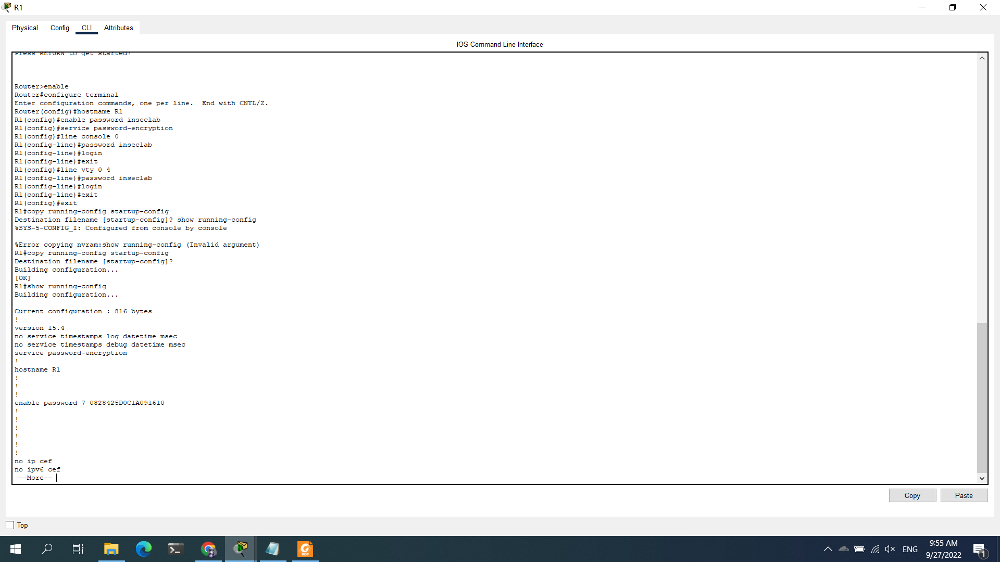 R1
Physical
Config
CLI
Attributes
IOS Command Line Interface
Press RETURN to get started!
Router>enable
Router#configure terminal
Enter configuration commands, one per line.  End with CNTL/Z.
Router(config)#hostname R1
R1(config)#enable password inseclab
R1(config)#service password-encryption
R1(config)#line console 0
R1(config-line)#password inseclab
R1(config-line)#login
R1(config-line)#exit
R1(config)#line vty 0 4
R1(config-line)#password inseclab
R1(config-line)#login
R1(config-line)#exit
R1(config)#exit
R1#copy running-config startup-config
Destination filename [startup-config]? show running-config
%SYS-5-CONFIG_I: Configured from console by console
%Error copying nvram:show running-config (Invalid argument)
R1#copy running-config startup-config
Destination filename [startup-config]?
Building configuration...
[OK]
R1#show running-config
Building configuration...
Current configuration : 816 bytes
!
version 15.4
no service timestamps log datetime msec
no service timestamps debug datetime msec
service password-encryption
!
hostname R1
!
!
!
enable password 7 0828425D0C1A091610
!
!
!
!
!
!
no ip cef
no ipv6 cef
--More--
Copy
Paste
Top
PDF
ENG
9:55 AM
9/27/2022
1